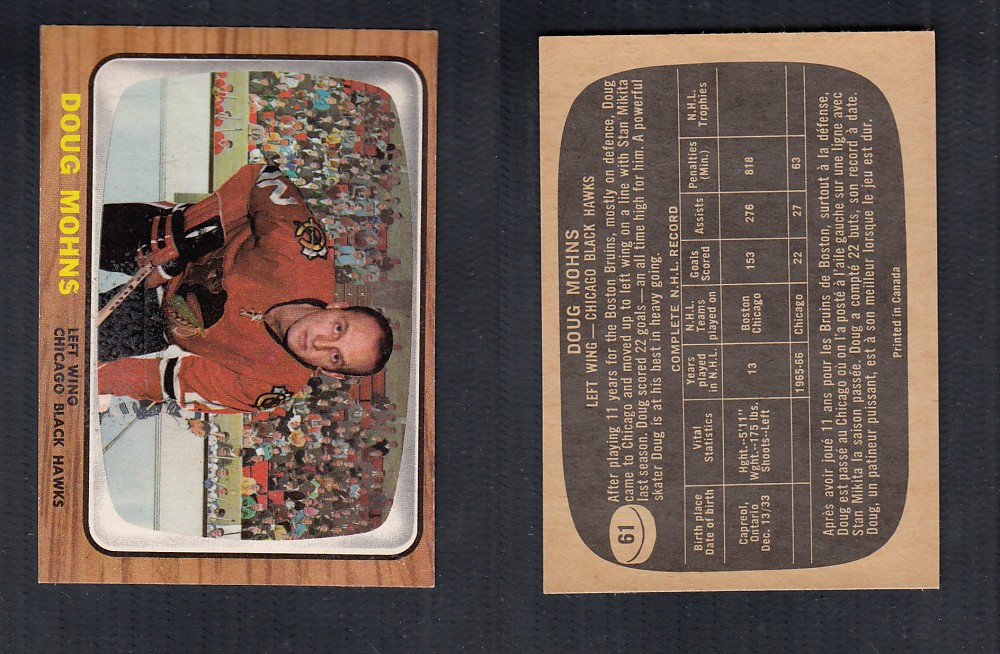 DOUG MOHNS
LEFT WING
CHICAGO BLACK HAWKS
61
DOUG MOHNS
LEFT WING — CHICAGO BLACK HAWKS
After playing 11 years for the Boston Bruins, mostly on defence, Doug
came to Chicago and moved up to left wing on a line with Stan Mikita
last season. Doug scored 22 goals—an all time high for him. A powerful
skater Doug is at his best in heavy going.
COMPLETE N.H.L. RECORD
Birth place Date of birth | Vital Statistics | Years played in N.H.L. | N.H.L. Teams played on | Goals Scored | Assists | Penalties (Min.) | N.H.L. Trophies
Capreol, Ontario Dec. 13/33 | Hght.-5'11" Wght.-175 lbs. Shoots-Left | 13 | Boston Chicago | 153 | 276 | 818
1965-66 | Chicago | 22 | 27 | 63
Après avoir joué 11 ans pour les Bruins de Boston, surtout à la défense,
Doug est passé au Chicago ou on l'a posté à l'aile gauche sur une ligne avec
Stan Mikita la saison passée. Doug a compté 22 buts, son record à date.
Doug, un patineur puissant, est à son meilleur lorsque le jeu est dur.
Printed in Canada